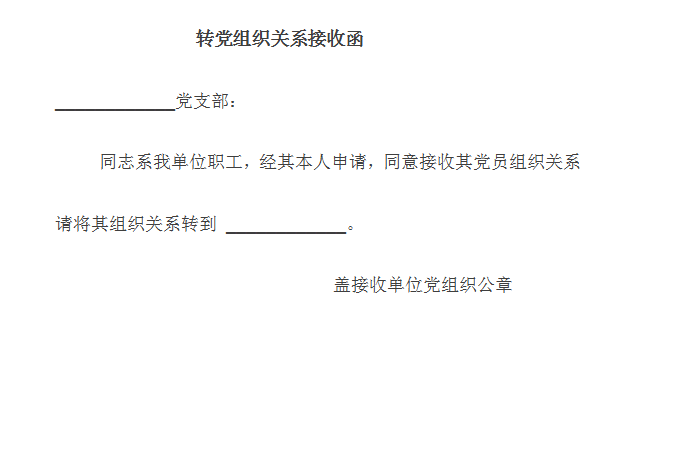 转党组织关系接收函
____________党支部：
同志系我单位职工，经其本人申请，同意接收其党员组织关系
请将其组织关系转到 ____________。
盖接收单位党组织公章